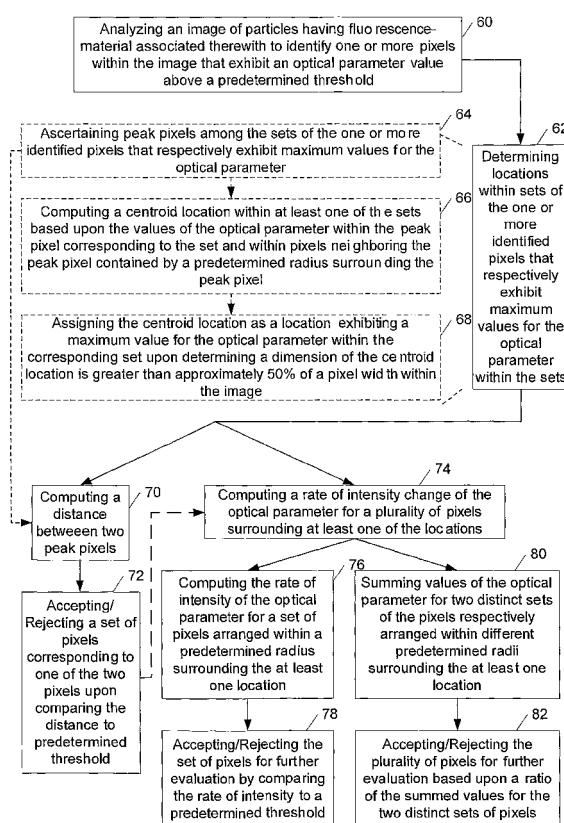 Analyzing an image of particles having fluo rescence-
material associated therewith to identify one or more pixels
within the image that exhibit an optical parameter value
above a predetermined threshold
60
64
Ascertaining peak pixels among the sets of the one or more
identified pixels that respectively exhibit maximum values for the
optical parameter
62
Determining
locations
within sets of
the one or
more
identified
pixels that
respectively
exhibit
maximum
values for the
optical
parameter
within the sets
66
Computing a centroid location within at least one of the sets
based upon the values of the optical parameter within the peak
pixel corresponding to the set and within pixels neighboring
the peak pixel contained by a predetermined radius surrounding the
peak pixel
68
Assigning the centroid location as a location exhibiting a
maximum value for the optical parameter within the
corresponding set upon determining a dimension of the centroid
location is greater than approximately 50% of a pixel width within
the image
70
Computing a
distance
betweeen two
peak pixels
74
Computing a rate of intensity change of the
optical parameter for a plurality of pixels
surrounding at least one of the locations
72
Accepting/
Rejecting a set of
pixels
corresponding to
one of the two
pixels upon
comparing the
distance to
predetermined
threshold
76
Computing the rate of
intensity of the optical
parameter for a set of
pixels arranged within a
predetermined radius
surrounding the at least
one location
80
Summing values of the optical
parameter for two distinct sets
of the pixels respectively
arranged within different
predetermined radii
surrounding the at least one
location
78
Accepting/Rejecting the
set of pixels for further
evaluation by comparing
the rate of intensity to a
predetermined threshold
82
Accepting/Rejecting the
plurality of pixels for further
evaluation based upon a ratio
of the summed values for the
two distinct sets of pixels